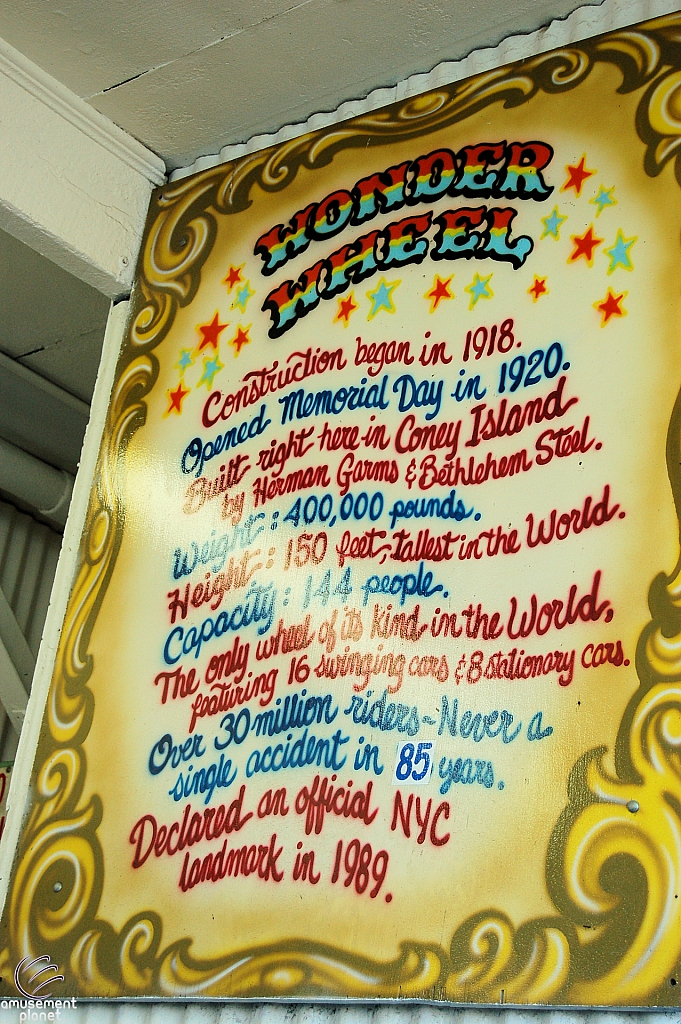 WONDER
WHEEL
Construction began in 1918.
Opened Memorial Day in 1920.
Built right here in Coney Island
by Herman Garms & Bethlehem Steel.
Weight: 400,000 pounds.
Height: 150 feet, tallest in the World.
Capacity: 144 people.
The only wheel of its kind in the World,
featuring 16 swinging cars & 8 stationary cars.
Over 30 million riders - Never a
single accident in 85 years.
Declared an official NYC
landmark in 1989.
amusement
planet